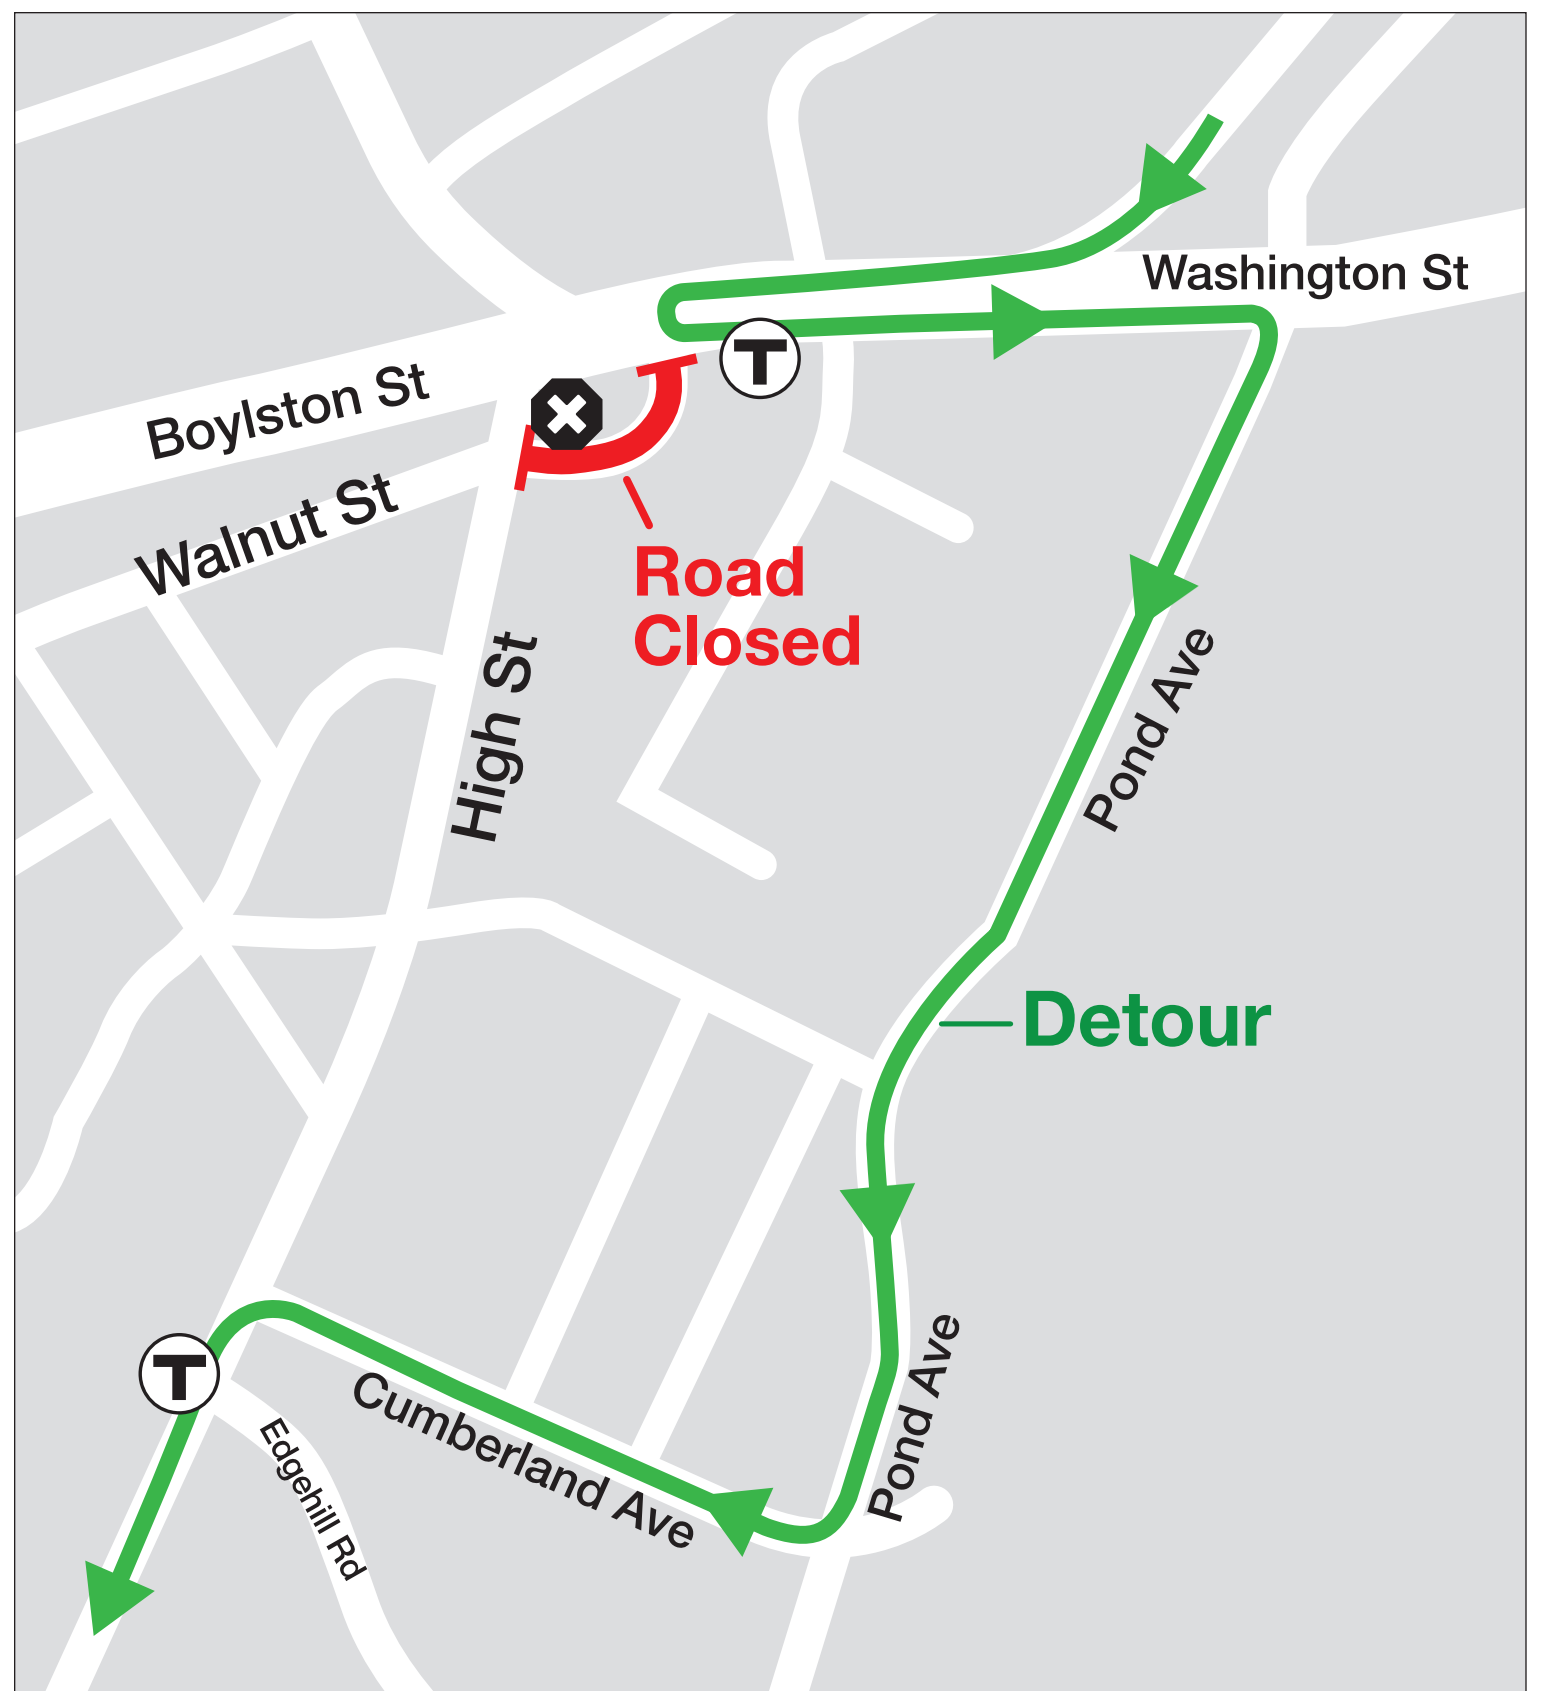 Washington St
T
Boylston St
Walnut St
Road
Closed
High St
Pond Ave
Detour
Pond Ave
T
Cumberland Ave
Edgehill Rd